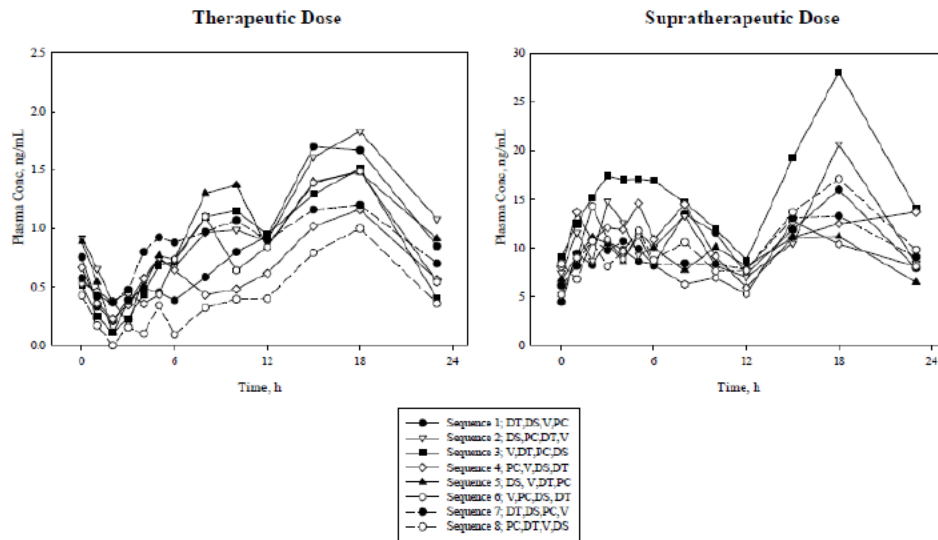 Therapeutic Dose
Supratherapeutic Dose
Plasma Conc, ng/mL
2.5
2.0
1.5
1.0
0.5
0.0
0
6
12
18
24
Time, h
Plasma Conc, ng/mL
30
25
20
15
10
5
0
0
6
12
18
24
Time, h
Sequence 1; DT,DS,V,PC
Sequence 2; DS,PC,DT,V
Sequence 3; V,DT,PC,DS
Sequence 4; PC,V,DS,DT
Sequence 5; DS, V,DT,PC
Sequence 6; V,PC,DS, DT
Sequence 7; DT,DS,PC,V
Sequence 8; PC,DT,V,DS